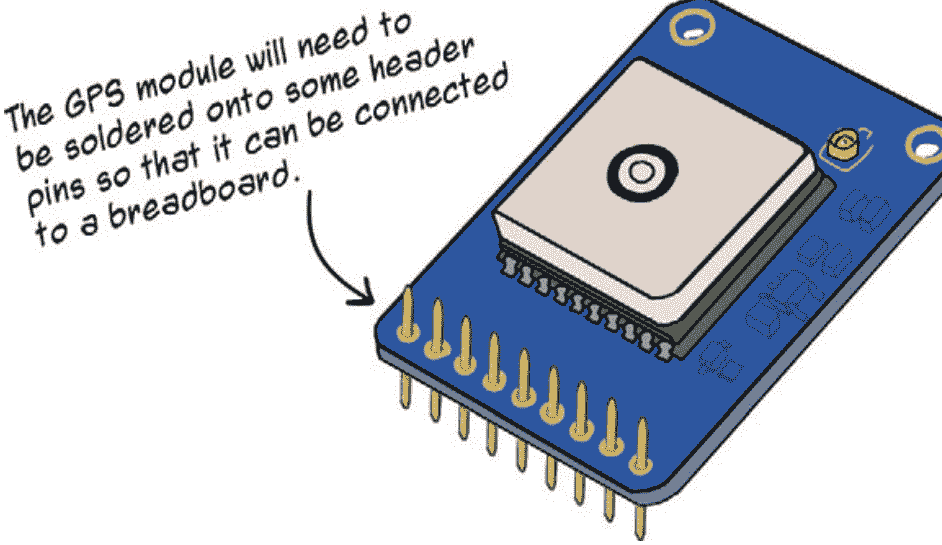 The GPS module will need to
be soldered onto some header
pins so that it can be connected
to a breadboard.